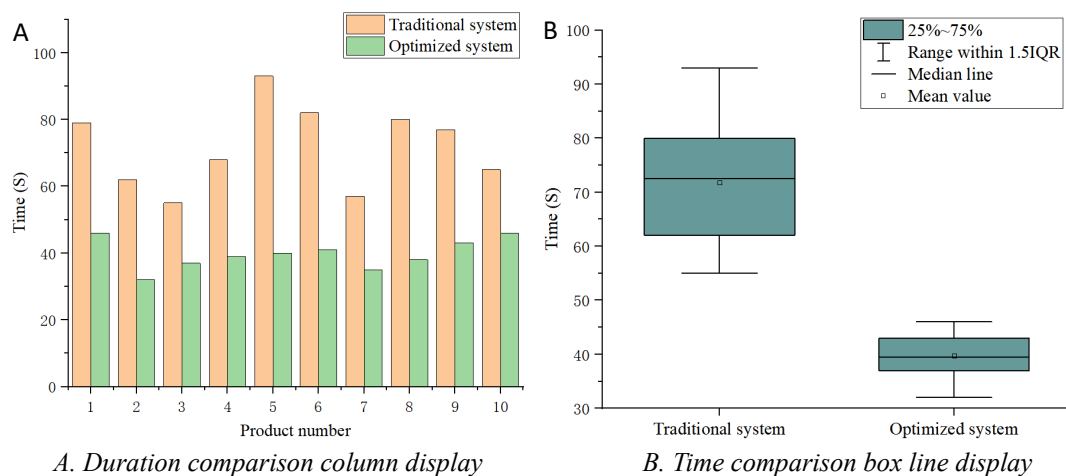 A
Traditional system
Optimized system
Time (S)
100
80
60
40
20
0
1 2 3 4 5 6 7 8 9 10
Product number
A. Duration comparison column display
B
25%~75%
Range within 1.5IQR
Median line
Mean value
Time (S)
100
90
80
70
60
50
40
30
Traditional system Optimized system
B. Time comparison box line display